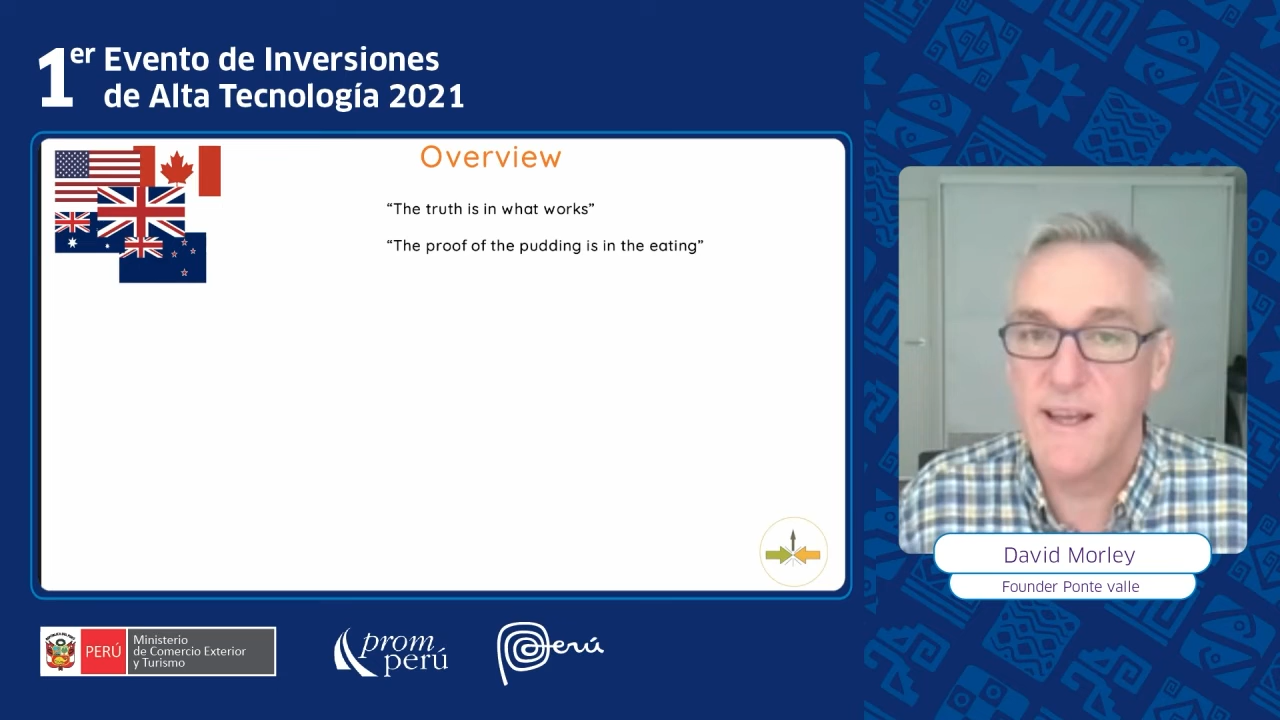 1er Evento de Inversiones
de Alta Tecnología 2021
Overview
“The truth is in what works”
“The proof of the pudding is in the eating”
David Morley
Founder Ponte valle
PERÚ
Ministerio
de Comercio Exterior
y Turismo
prom
perú
Perú